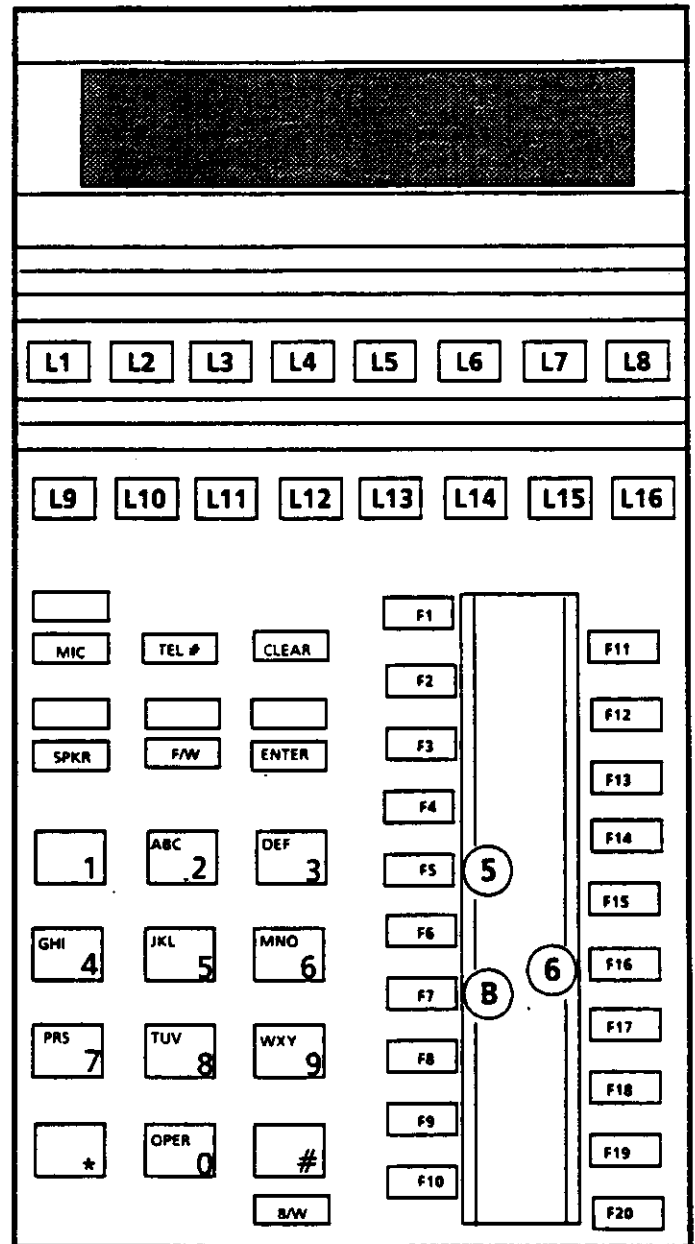 L1 L2 L3 L4 L5 L6 L7 L8
L9 L10 L11 L12 L13 L14 L15 L16
MIC TEL # CLEAR
SPKR F/W ENTER
1 ABC 2 DEF 3
GHI 4 JKL 5 MNO 6
PRS 7 TUV 8 WXY 9
* OPER 0 #
B/W
F1
F2
F3
F4
F5 5
F6
F7 B
F8
F9
F10
F11
F12
F13
F14
F15
6 F16
F17
F18
F19
F20